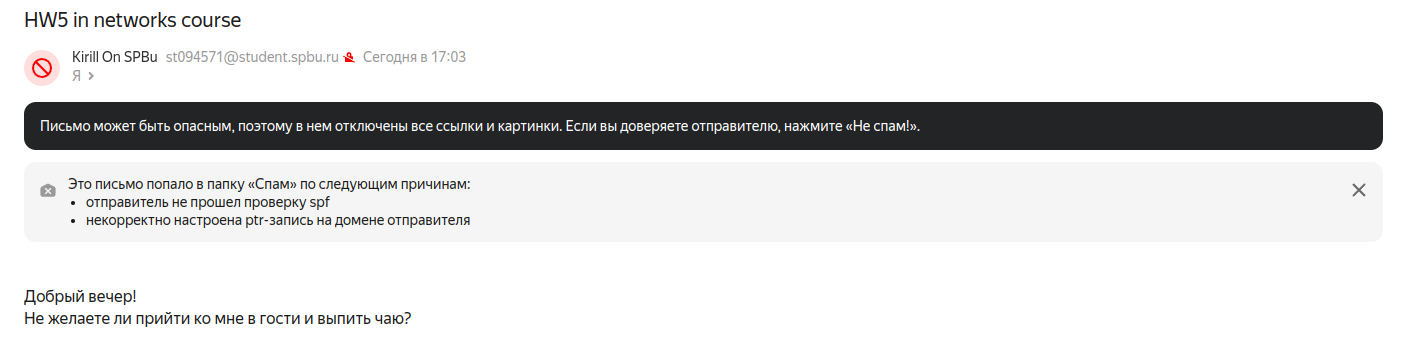 HW5 in networks course
Kirill On SPBu st094571@student.spbu.ru Сегодня в 17:03
Я
Письмо может быть опасным, поэтому в нем отключены все ссылки и картинки. Если вы доверяете отправителю, нажмите «Не спам!».
Это письмо попало в папку «Спам» по следующим причинам:
• отправитель не прошел проверку spf
• некорректно настроена ptr-запись на домене отправителя
Добрый вечер!
Не желаете ли прийти ко мне в гости и выпить чаю?